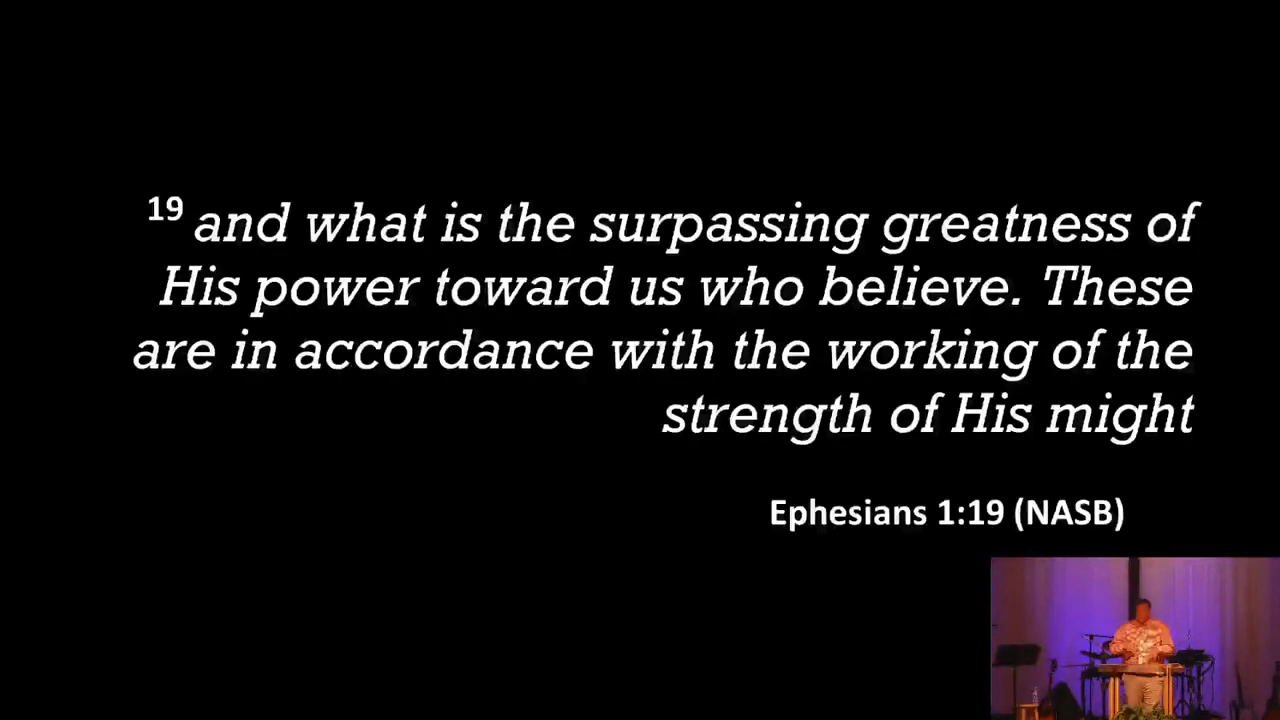 19 and what is the surpassing greatness of
His power toward us who believe. These
are in accordance with the working of the
strength of His might
Ephesians 1:19 (NASB)